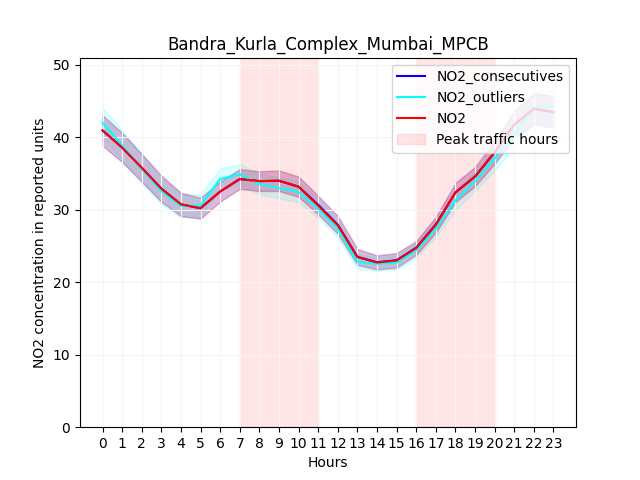 Bandra_Kurla_Complex_Mumbai_MPCB
NO2 concentration in reported units
50
40
30
20
10
0
NO2_consecutives
NO2_outliers
NO2
Peak traffic hours
0 1 2 3 4 5 6 7 8 9 10 11 12 13 14 15 16 17 18 19 20 21 22 23
Hours